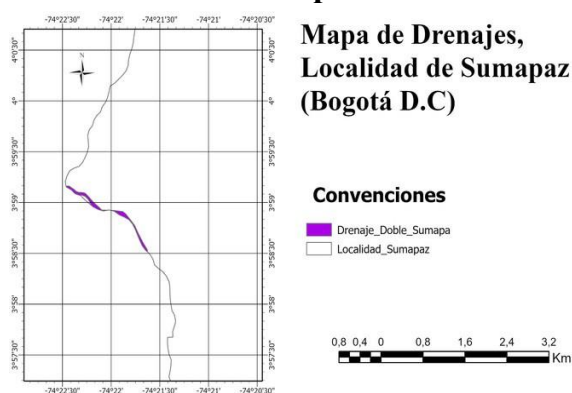 -74°22'30" -74°22' -74°21'30" -74°21' -74°20'30"
Mapa de Drenajes,
Localidad de Sumapaz
(Bogotá D.C)
N
4°0'30" 4°0'30"
4° 4°
3°59'30" 3°59'30"
3°59' 3°59'
3°58'30" 3°58'30"
3°58' 3°58'
3°57'30" 3°57'30"
-74°22'30" -74°22' -74°21'30" -74°21' -74°20'30"
Convenciones
Drenaje_Doble_Sumapa
Localidad_Sumapaz
0,8 0,4 0 0,8 1,6 2,4 3,2
Km